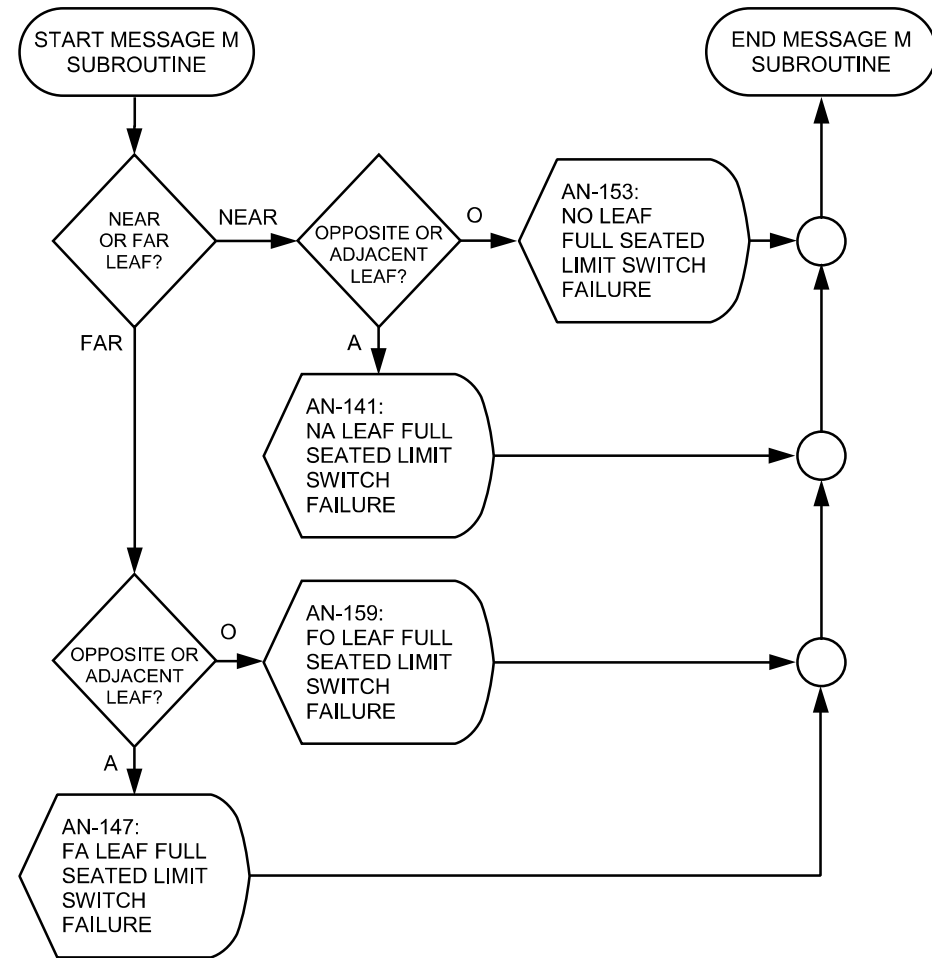 START MESSAGE M
SUBROUTINE
END MESSAGE M
SUBROUTINE
NEAR
OR FAR
LEAF?
NEAR
OPPOSITE OR
ADJACENT
LEAF?
O
AN-153:
NO LEAF
FULL SEATED
LIMIT SWITCH
FAILURE
FAR
A
AN-141:
NA LEAF FULL
SEATED LIMIT
SWITCH
FAILURE
OPPOSITE OR
ADJACENT
LEAF?
O
AN-159:
FO LEAF FULL
SEATED LIMIT
SWITCH
FAILURE
A
AN-147:
FA LEAF FULL
SEATED LIMIT
SWITCH
FAILURE